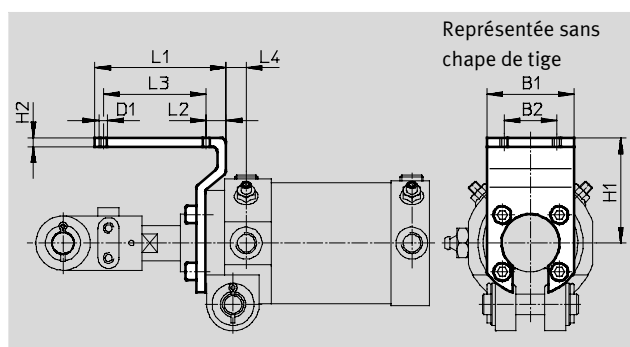 Représentée sans
chape de tige
L1
L4
L3
D1
L2
H2
B1
B2
H1